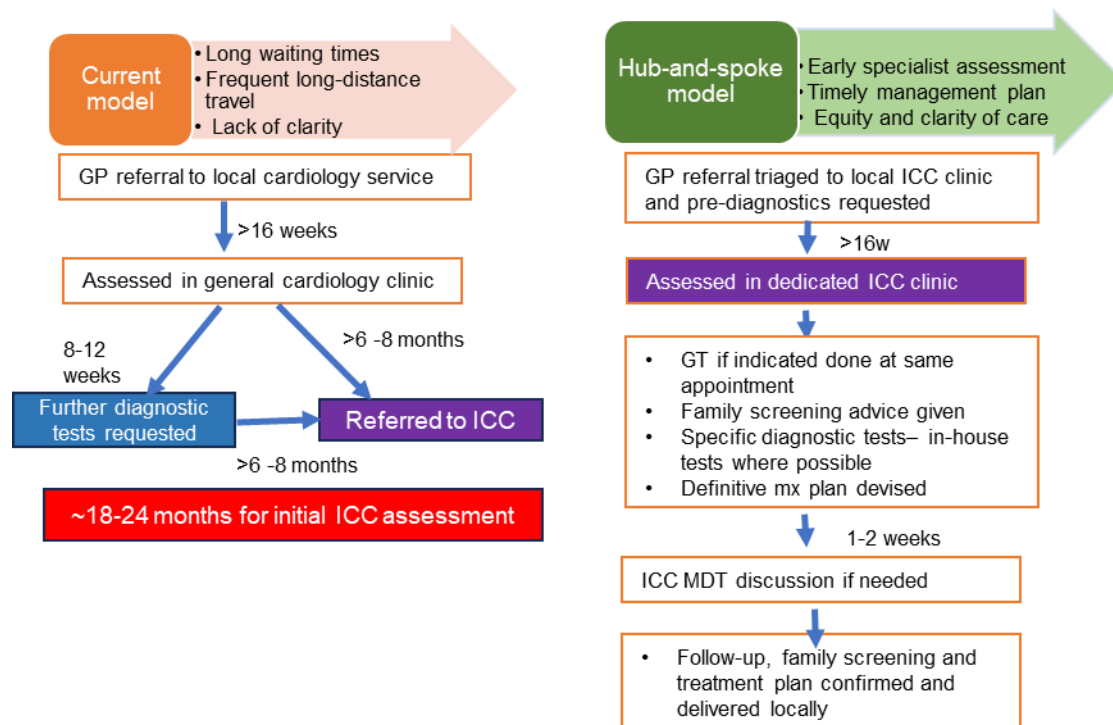 Current
model
• Long waiting times
• Frequent long-distance
travel
• Lack of clarity
GP referral to local cardiology service
>16 weeks
Assessed in general cardiology clinic
8-12
weeks
>6 -8 months
Further diagnostic
tests requested
Referred to ICC
>6 -8 months
~18-24 months for initial ICC assessment
Hub-and-spoke
model
• Early specialist assessment
• Timely management plan
• Equity and clarity of care
GP referral triaged to local ICC clinic
and pre-diagnostics requested
>16w
Assessed in dedicated ICC clinic
• GT if indicated done at same
appointment
• Family screening advice given
• Specific diagnostic tests– in-house
tests where possible
• Definitive mx plan devised
1-2 weeks
ICC MDT discussion if needed
• Follow-up, family screening and
treatment plan confirmed and
delivered locally